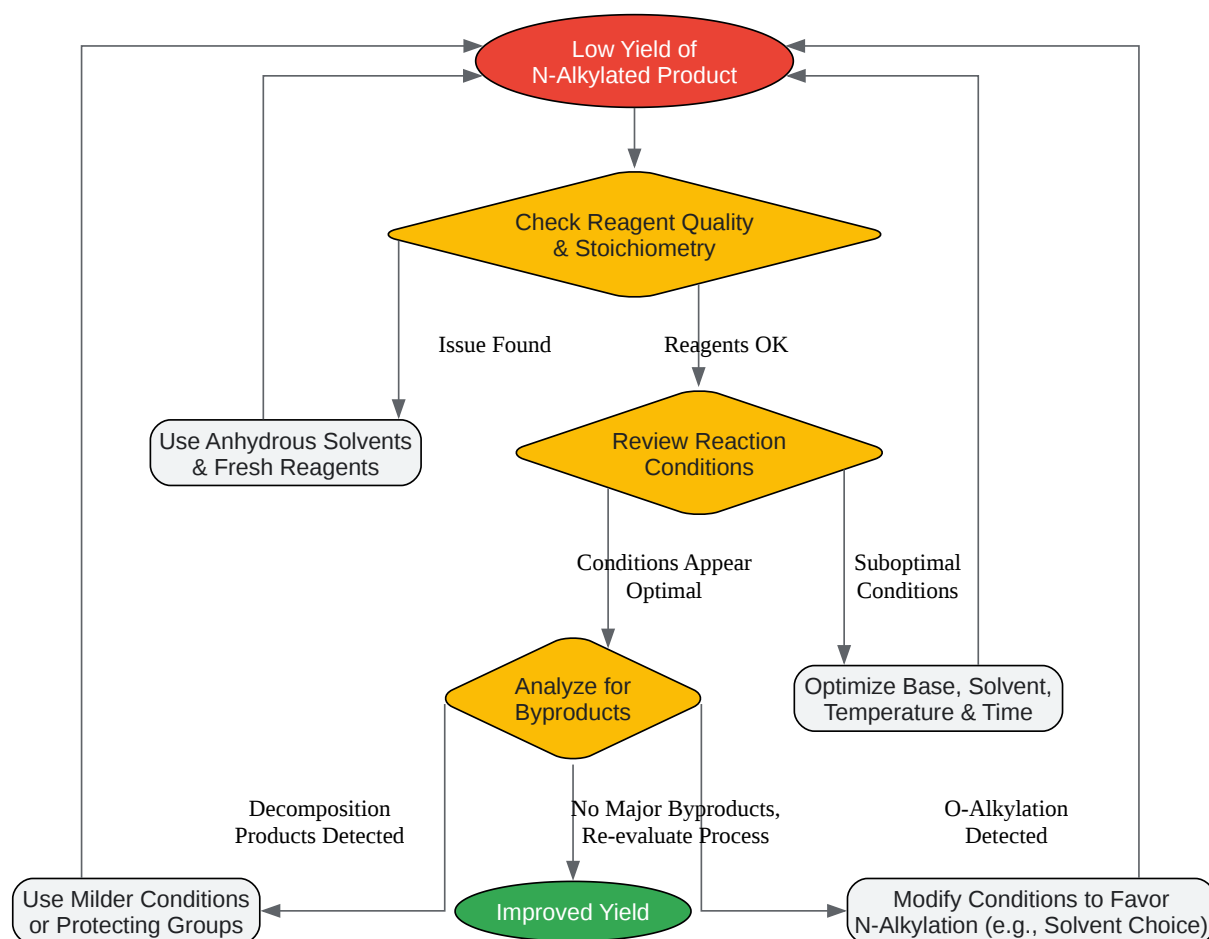 Low Yield of
N-Alkylated Product
Check Reagent Quality
& Stoichiometry
Issue Found
Reagents OK
Use Anhydrous Solvents
& Fresh Reagents
Review Reaction
Conditions
Conditions Appear
Optimal
Suboptimal
Conditions
Analyze for
Byproducts
Optimize Base, Solvent,
Temperature & Time
Decomposition
Products Detected
No Major Byproducts,
Re-evaluate Process
O-Alkylation
Detected
Use Milder Conditions
or Protecting Groups
Improved Yield
Modify Conditions to Favor
N-Alkylation (e.g., Solvent Choice)